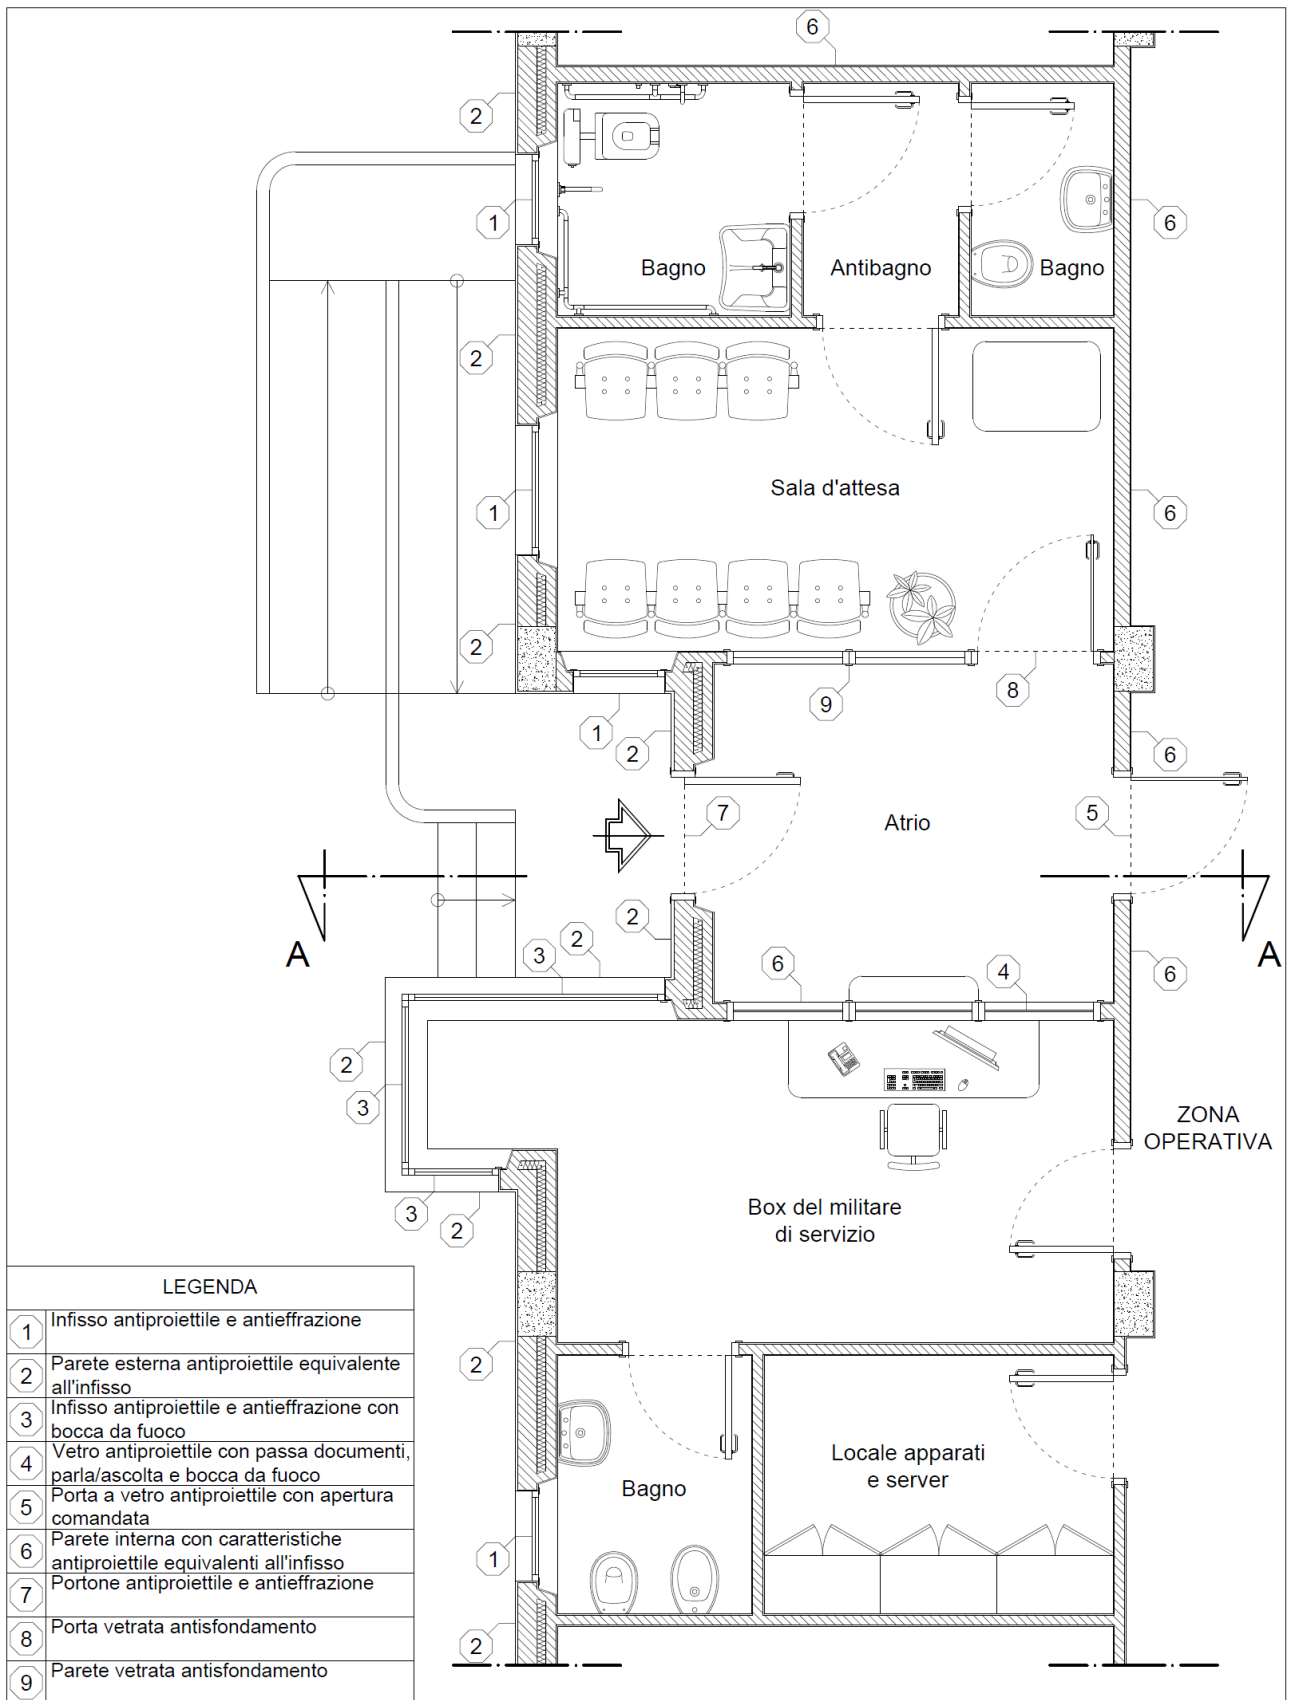 6
2
1
6
Bagno
Antibagno
Bagno
2
Sala d'attesa
1
6
2
9
8
1
2
6
7
Atrio
5
A
A
2
2
3
6
4
6
2
3
ZONA
OPERATIVA
3
2
Box del militare
di servizio
2
Locale apparati
e server
Bagno
1
2
LEGENDA
1 Infisso antiproiettile e antieffrazione
2 Parete esterna antiproiettile equivalente
all'infisso
3 Infisso antiproiettile e antieffrazione con
bocca da fuoco
4 Vetro antiproiettile con passa documenti,
parla/ascolta e bocca da fuoco
5 Porta a vetro antiproiettile con apertura
comandata
6 Parete interna con caratteristiche
antiproiettile equivalenti all'infisso
7 Portone antiproiettile e antieffrazione
8 Porta vetrata antisfondamento
9 Parete vetrata antisfondamento